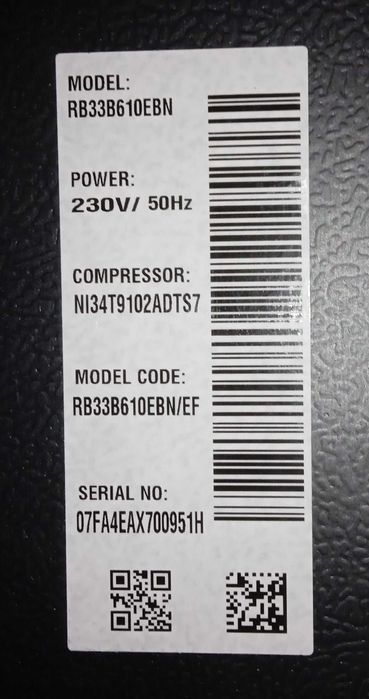 MODEL:
RB33B610EBN
POWER:
230V/ 50Hz
COMPRESSOR:
NI34T9102ADTS7
MODEL CODE:
RB33B610EBN/EF
SERIAL NO:
07FA4EAX700951H